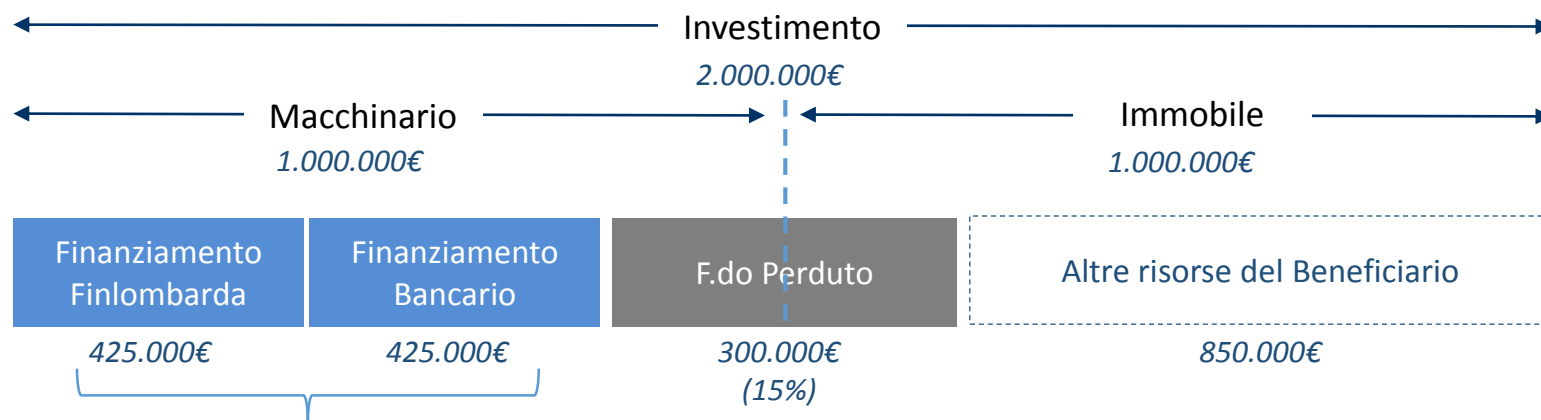 Investimento
2.000.000€
Macchinario
Immobile
1.000.000€
1.000.000€
Finanziamento
Finlombarda
Finanziamento
Bancario
F.do Perduto
Altre risorse del Beneficiario
425.000€
425.000€
300.000€
(15%)
850.000€